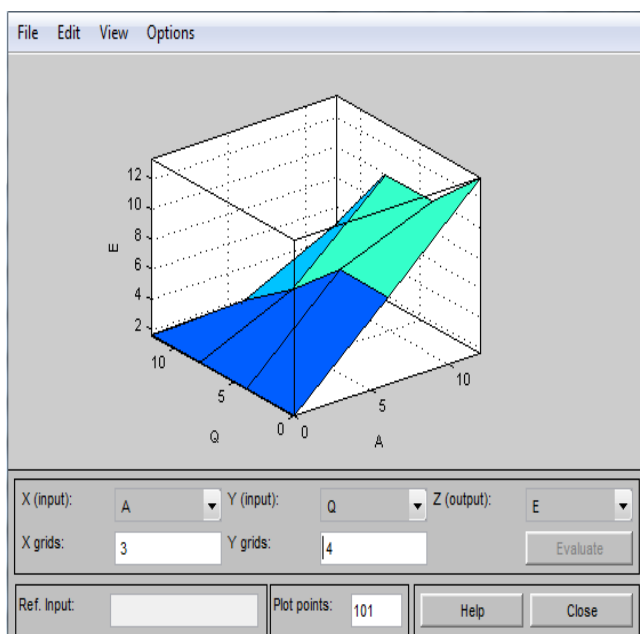 File Edit View Options
12
10
8
6
4
2
E
10
5
0
Q
0
5
10
A
X (input): A Y (input): Q Z (output): E
X grids: 3 Y grids: 4 Evaluate
Ref. Input: Plot points: 101 Help Close